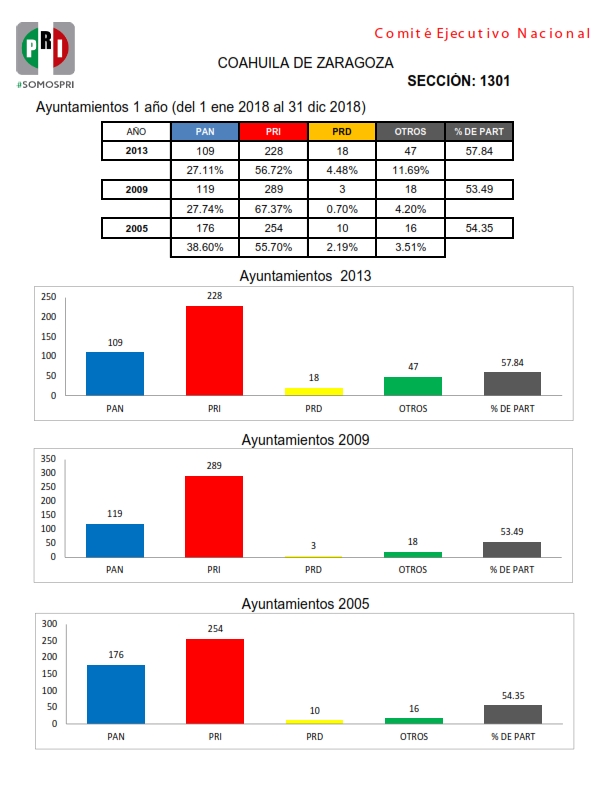 Comité Ejecutivo Nacional
PRI
#SOMOSPRI
COAHUILA DE ZARAGOZA
SECCIÓN: 1301
Ayuntamientos 1 año (del 1 ene 2018 al 31 dic 2018)
AÑO PAN PRI PRD OTROS % DE PART
2013 109 228 18 47 57.84
27.11% 56.72% 4.48% 11.69%
2009 119 289 3 18 53.49
27.74% 67.37% 0.70% 4.20%
2005 176 254 10 16 54.35
38.60% 55.70% 2.19% 3.51%
Ayuntamientos 2013
250
200
150
100
50
0
109 228 18 47 57.84
PAN PRI PRD OTROS % DE PART
Ayuntamientos 2009
350
300
250
200
150
100
50
0
119 289 3 18 53.49
PAN PRI PRD OTROS % DE PART
Ayuntamientos 2005
300
250
200
150
100
50
0
176 254 10 16 54.35
PAN PRI PRD OTROS % DE PART